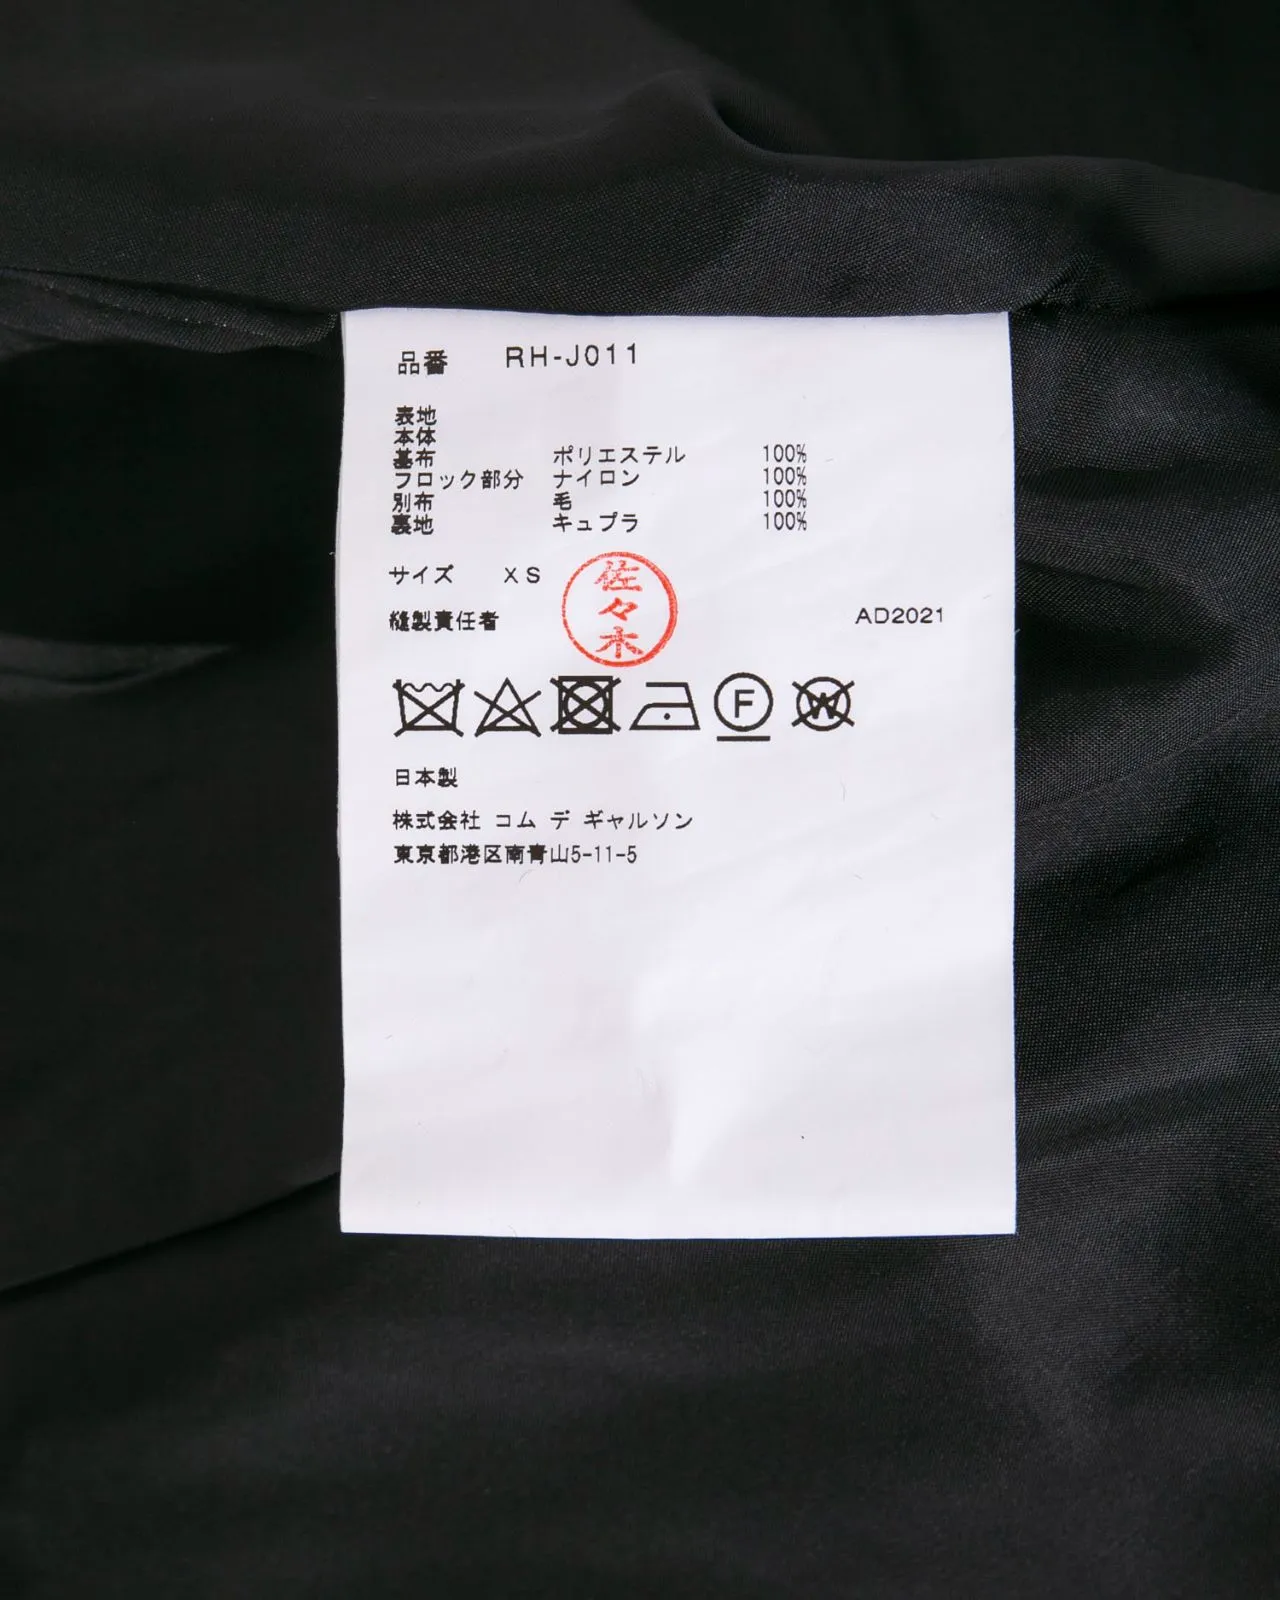 品番 RH-J011
表地
本体
基布 ポリエステル 100%
フロック部分 ナイロン 100%
別布 毛 100%
裏地 キュプラ 100%
サイズ XS
佐々木
縫製責任者 AD2021
F W
日本製
株式会社 コム デ ギャルソン
東京都港区南青山5-11-5